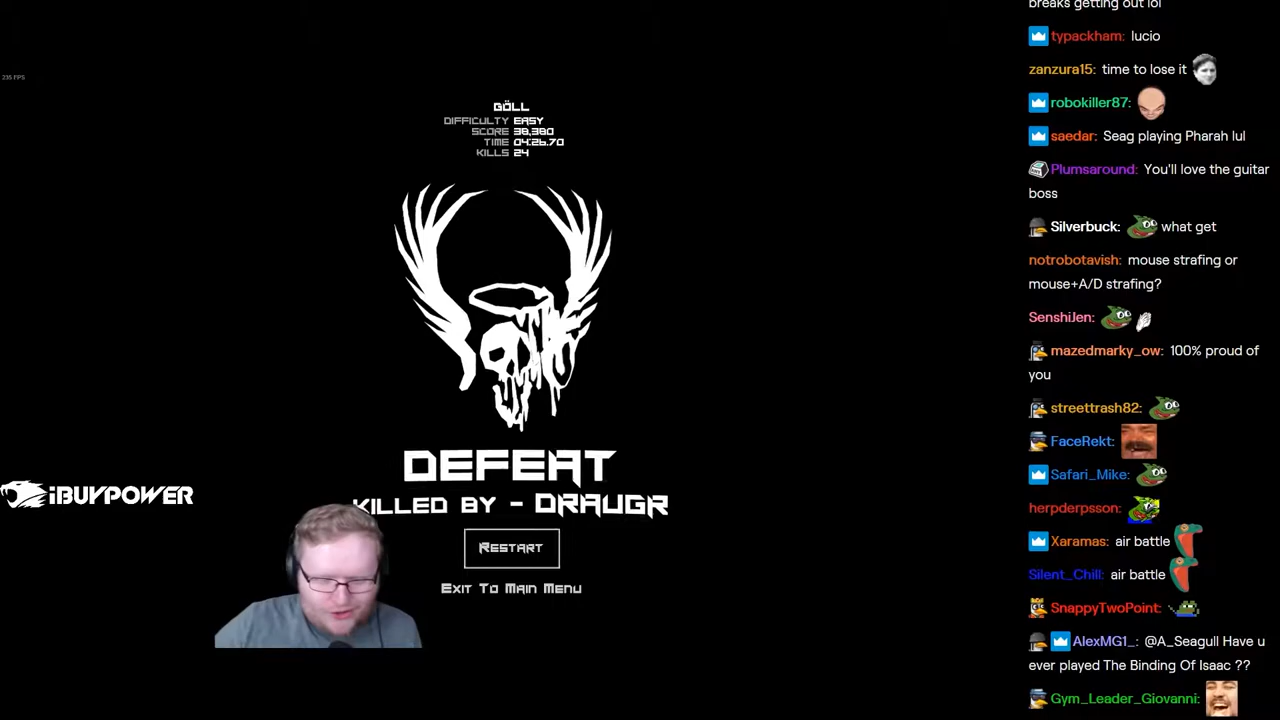 235 FPS
GÖLL
DIFFICULTY EASY
SCORE 38,380
TIME 04:26.70
KILLS 24
DEFEAT
KILLED BY - DRAUGR
RESTART
EXIT TO MAIN MENU
iBUYPOWER
breaks getting out lol
typackham: lucio
zanzura15: time to lose it
robokiller87:
saedar: Seag playing Pharah lul
Plumsaround: You'll love the guitar
boss
Silverbuck: what get
notrobotavish: mouse strafing or
mouse+A/D strafing?
SenshiJen:
mazedmarky_ow: 100% proud of
you
streettrash82:
FaceRekt:
Safari_Mike:
herpderpsson:
Xaramas: air battle
Silent_Chill: air battle
SnappyTwoPoint:
AlexMG1_: @A_Seagull Have u
ever played The Binding Of Isaac ??
Gym_Leader_Giovanni: